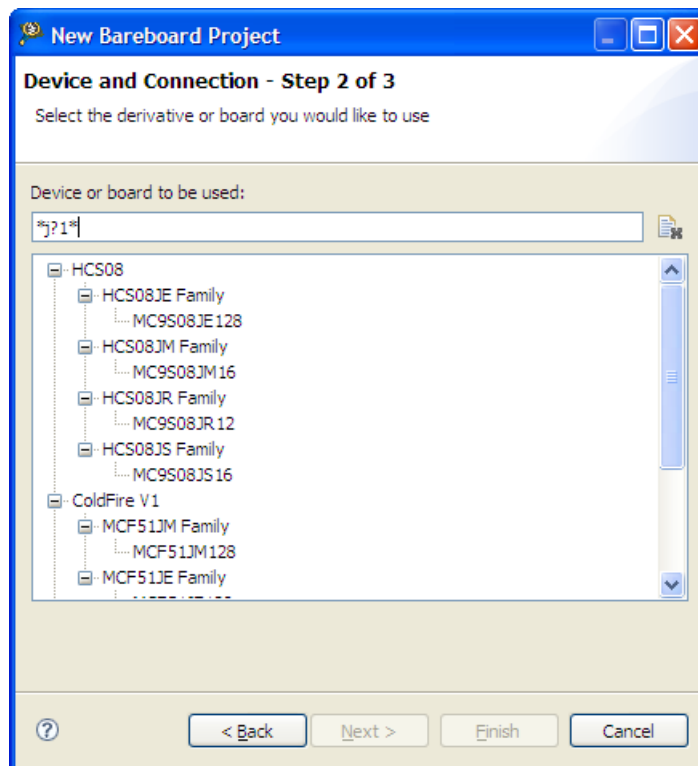 New Bareboard Project
Device and Connection - Step 2 of 3
Select the derivative or board you would like to use
Device or board to be used:
*j?1*
HCS08
HCS08JE Family
MC9S08JE128
HCS08JM Family
MC9S08JM16
HCS08JR Family
MC9S08JR12
HCS08JS Family
MC9S08JS16
ColdFire V1
MCF51JM Family
MCF51JM128
MCF51JE Family
< Back
Next >
Finish
Cancel